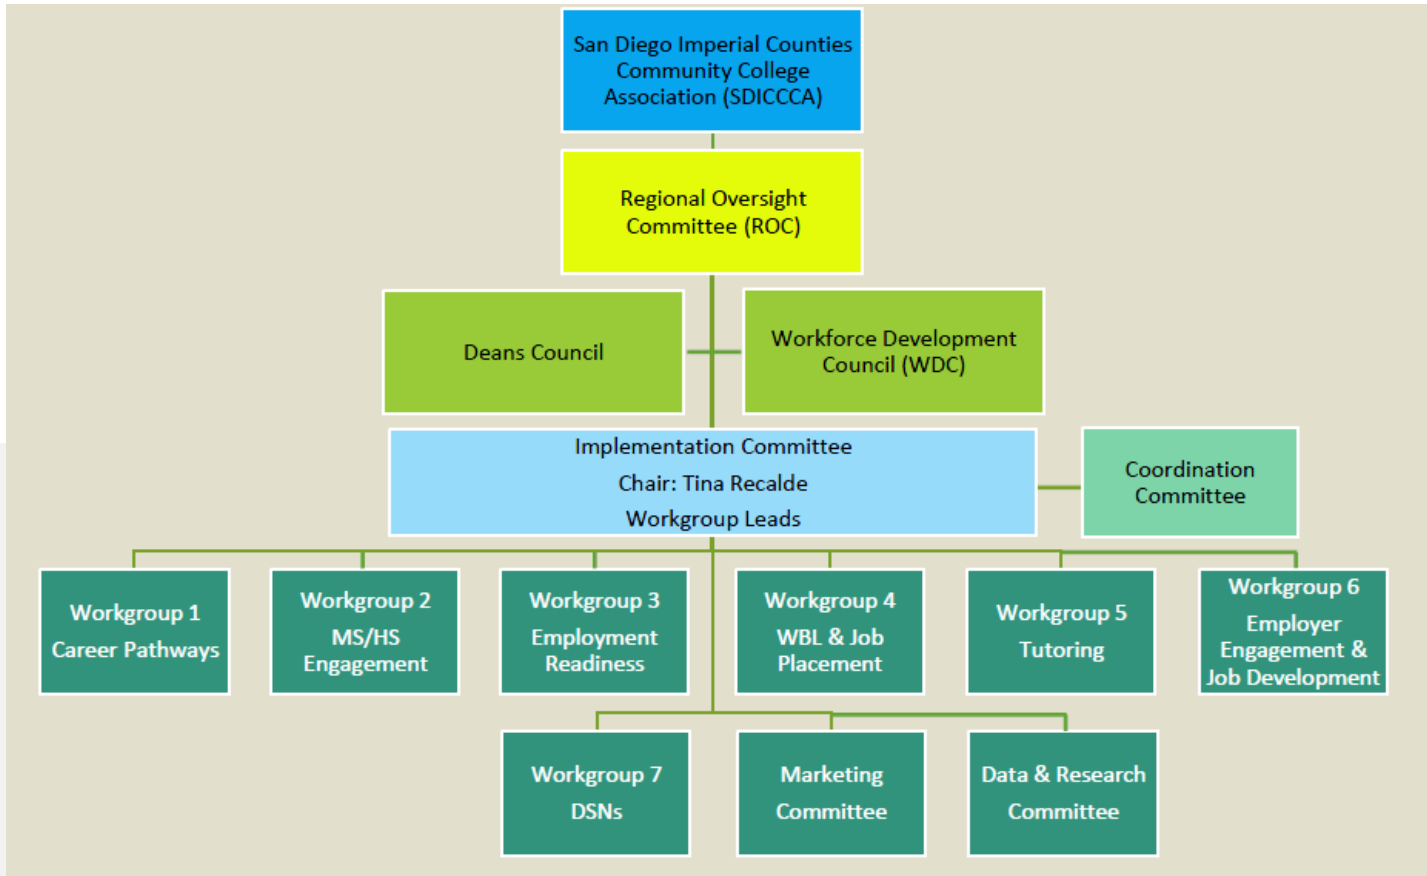 San Diego Imperial Counties
Community College
Association (SDICCCA)
Regional Oversight
Committee (ROC)
Deans Council
Workforce Development
Council (WDC)
Implementation Committee
Chair: Tina Recalde
Workgroup Leads
Coordination
Committee
Workgroup 1
Career Pathways
Workgroup 2
MS/HS
Engagement
Workgroup 3
Employment
Readiness
Workgroup 4
WBL & Job
Placement
Workgroup 5
Tutoring
Workgroup 6
Employer
Engagement &
Job Development
Workgroup 7
DSNs
Marketing
Committee
Data & Research
Committee